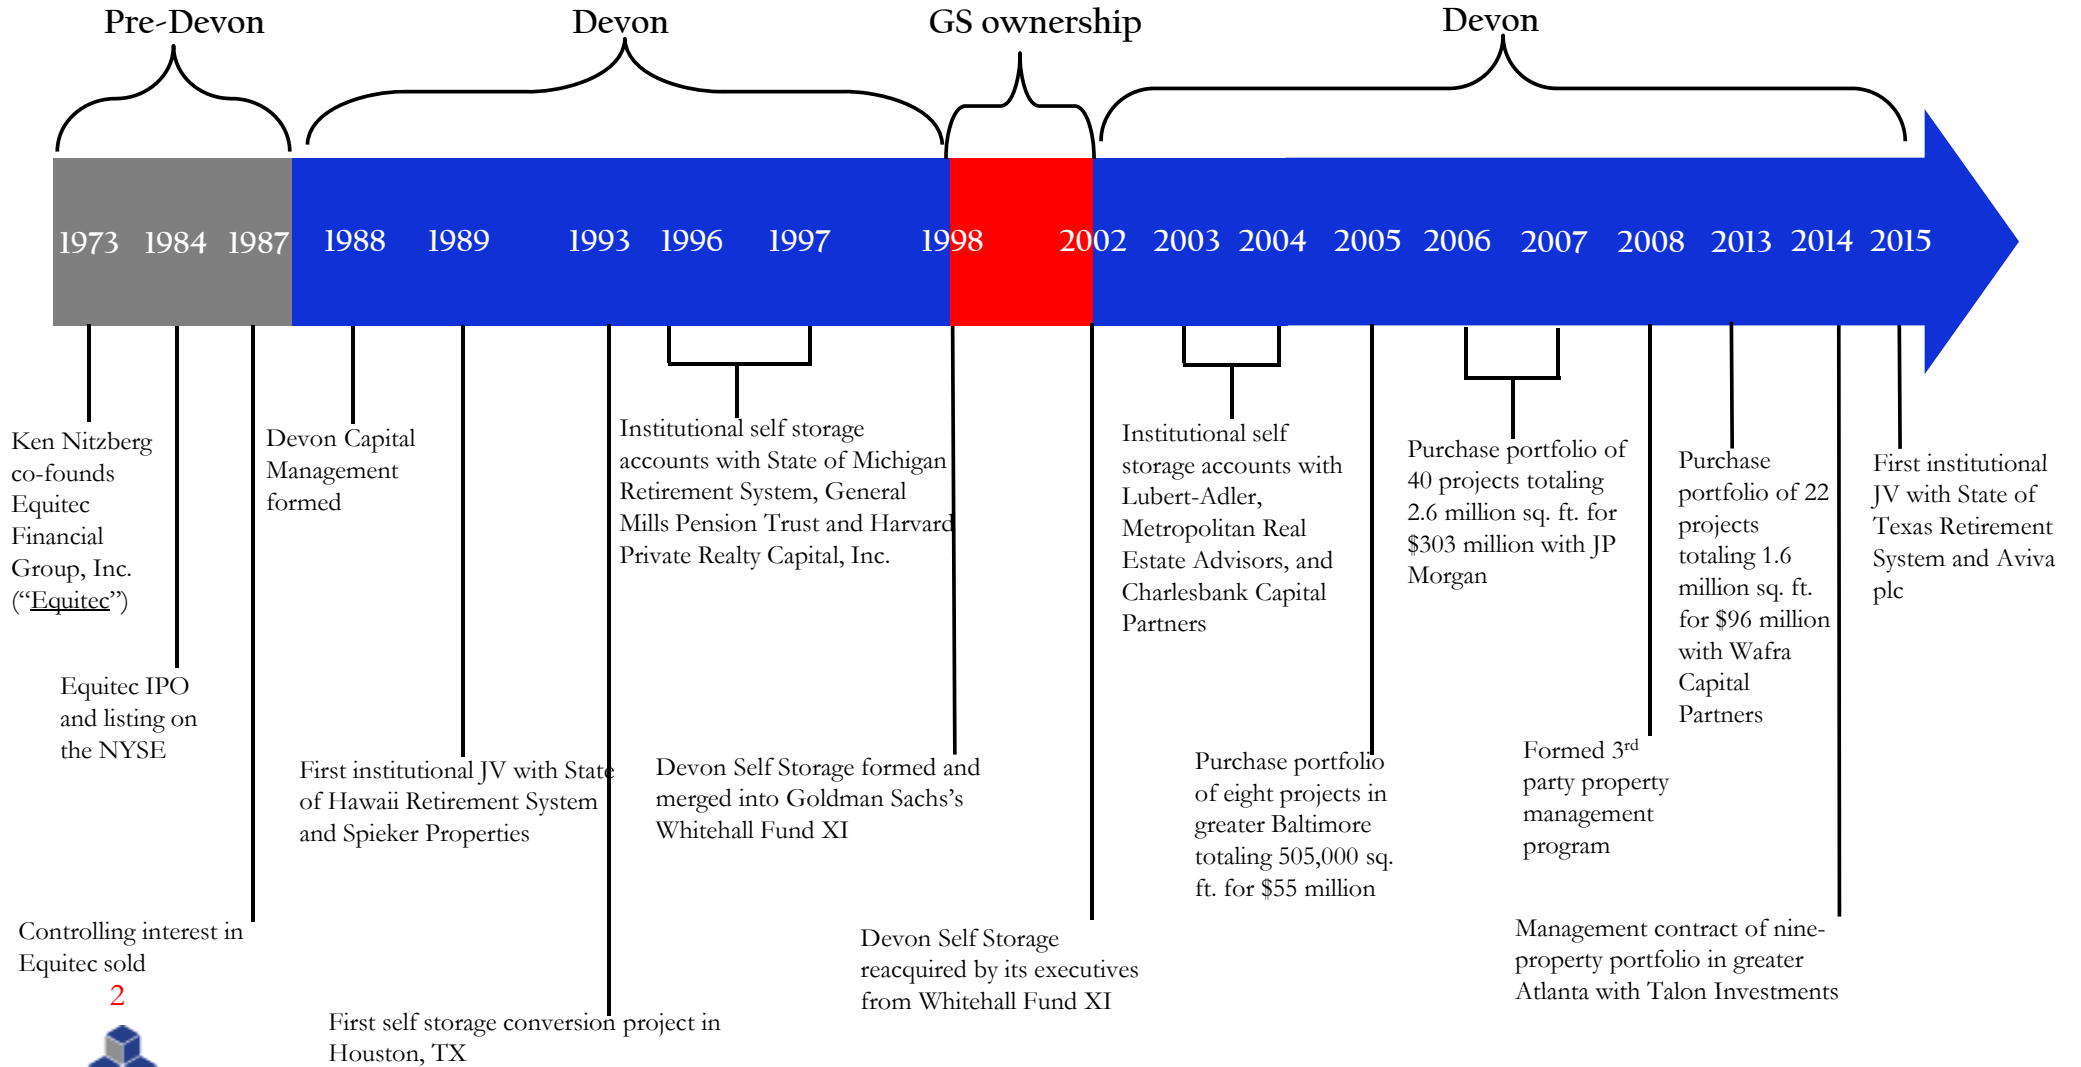 Pre-Devon
Devon
GS ownership
Devon
1973 1984 1987 1988 1989 1993 1996 1997 1998 2002 2003 2004 2005 2006 2007 2008 2013 2014 2015
Ken Nitzberg
co-founds
Equitec
Financial
Group, Inc.
(“Equitec”)
Equitec IPO
and listing on
the NYSE
Controlling interest in
Equitec sold
Devon Capital
Management
formed
First institutional JV with State
of Hawaii Retirement System
and Spieker Properties
First self storage conversion project in
Houston, TX
Institutional self storage
accounts with State of Michigan
Retirement System, General
Mills Pension Trust and Harvard
Private Realty Capital, Inc.
Devon Self Storage formed and
merged into Goldman Sachs’s
Whitehall Fund XI
Devon Self Storage
reacquired by its executives
from Whitehall Fund XI
Institutional self
storage accounts with
Lubert-Adler,
Metropolitan Real
Estate Advisors, and
Charlesbank Capital
Partners
Purchase portfolio
of eight projects in
greater Baltimore
totaling 505,000 sq.
ft. for $55 million
Purchase portfolio of
40 projects totaling
2.6 million sq. ft. for
$303 million with JP
Morgan
Formed 3rd
party property
management
program
Purchase
portfolio of 22
projects
totaling 1.6
million sq. ft.
for $96 million
with Wafra
Capital
Partners
Management contract of nine-
property portfolio in greater
Atlanta with Talon Investments
First institutional
JV with State of
Texas Retirement
System and Aviva
plc
2